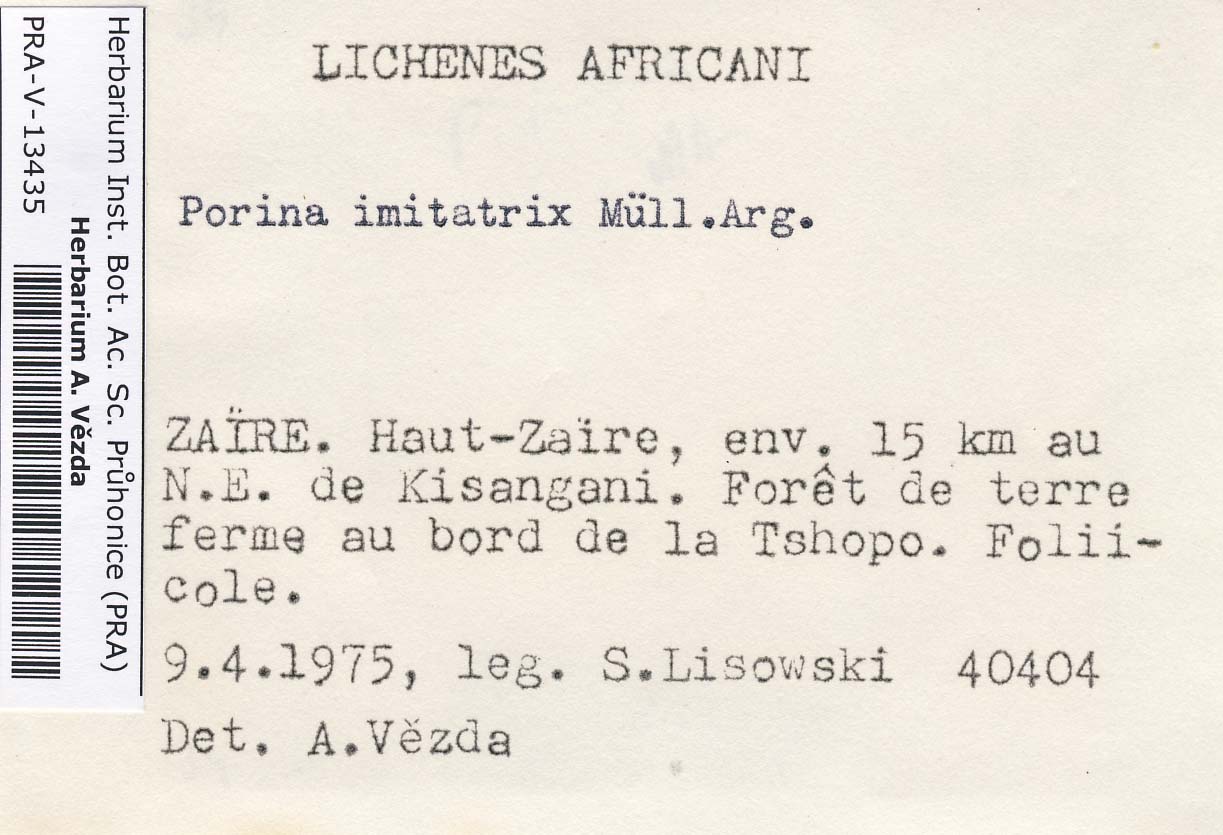 LICHENES AFRICANI
Porina imitatrix Müll.Arg.
ZAÏRE. Haut-Zaïre, env. 15 km au
N.E. de Kisangani. Forêt de terre
ferme au bord de la Tshopo. Folii-
cole.
9.4.1975, leg. S.Lisowski 40404
Det. A.Vězda
Herbarium Inst. Bot. Ac. Sc. Průhonice (PRA)
Herbarium A. Vězda
PRA-V-13435